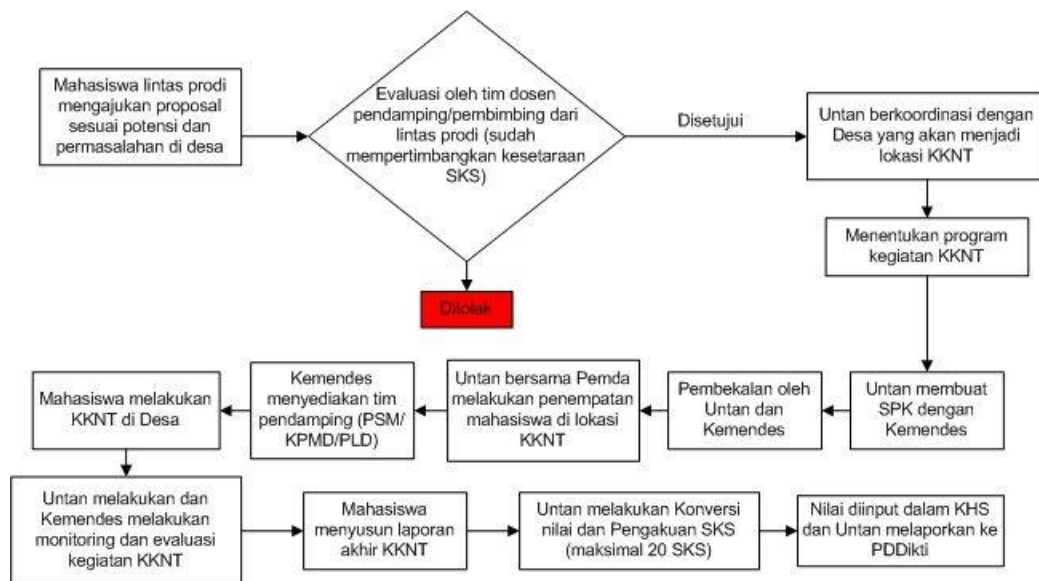 Mahasiswa lintas prodi
mengajukan proposal
sesuai potensi dan
permasalahan di desa
Evaluasi oleh tim dosen
pendamping/pembimbing dari
lintas prodi (sudah
mempertimbangkan kesetaraan
SKS)
Disetujui
Untan berkoordinasi dengan
Desa yang akan menjadi
lokasi KKNT
Menentukan program
kegiatan KKNT
Ditolak
Untan membuat
SPK dengan
Kemendes
Pembekalan oleh
Untan dan
Kemendes
Untan bersama Pemda
melakukan penempatan
mahasiswa di lokasi
KKNT
Kemendes
menyediakan tim
pendamping (PSM/
KPMD/PLD)
Mahasiswa melakukan
KKNT di Desa
Untan melakukan dan
Kemendes melakukan
monitoring dan evaluasi
kegiatan KKNT
Mahasiswa
menyusun laporan
akhir KKNT
Untan melakukan Konversi
nilai dan Pengakuan SKS
(maksimal 20 SKS)
Nilai diinput dalam KHS
dan Untan melaporkan ke
PDDikti